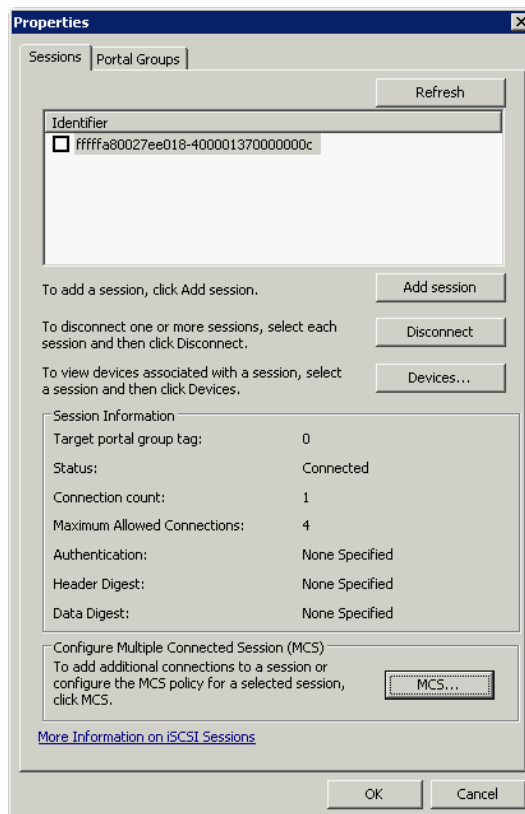 Properties
Sessions
Portal Groups
Refresh
Identifier
fffffa80027ee018-400001370000000c
To add a session, click Add session.
Add session
To disconnect one or more sessions, select each
session and then click Disconnect.
Disconnect
To view devices associated with a session, select
a session and then click Devices.
Devices...
Session Information
Target portal group tag: 0
Status: Connected
Connection count: 1
Maximum Allowed Connections: 4
Authentication: None Specified
Header Digest: None Specified
Data Digest: None Specified
Configure Multiple Connected Session (MCS)
To add additional connections to a session or
configure the MCS policy for a selected session,
click MCS.
MCS...
More Information on iSCSI Sessions
OK
Cancel